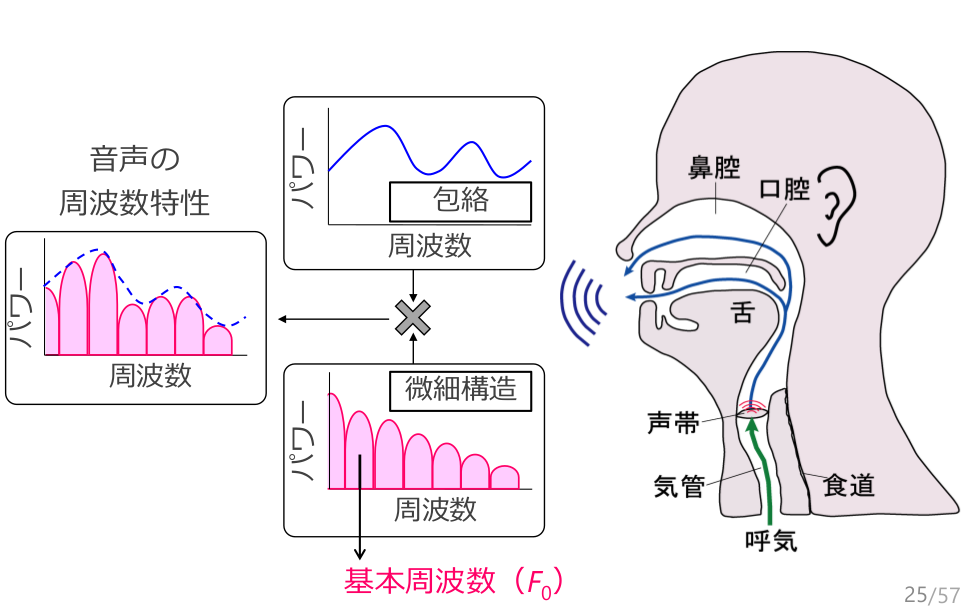 音声の
周波数特性
パワー
周波数
パワー
包絡
周波数
微細構造
パワー
周波数
基本周波数（F0）
鼻腔
口腔
舌
声帯
気管
食道
呼気
25/57